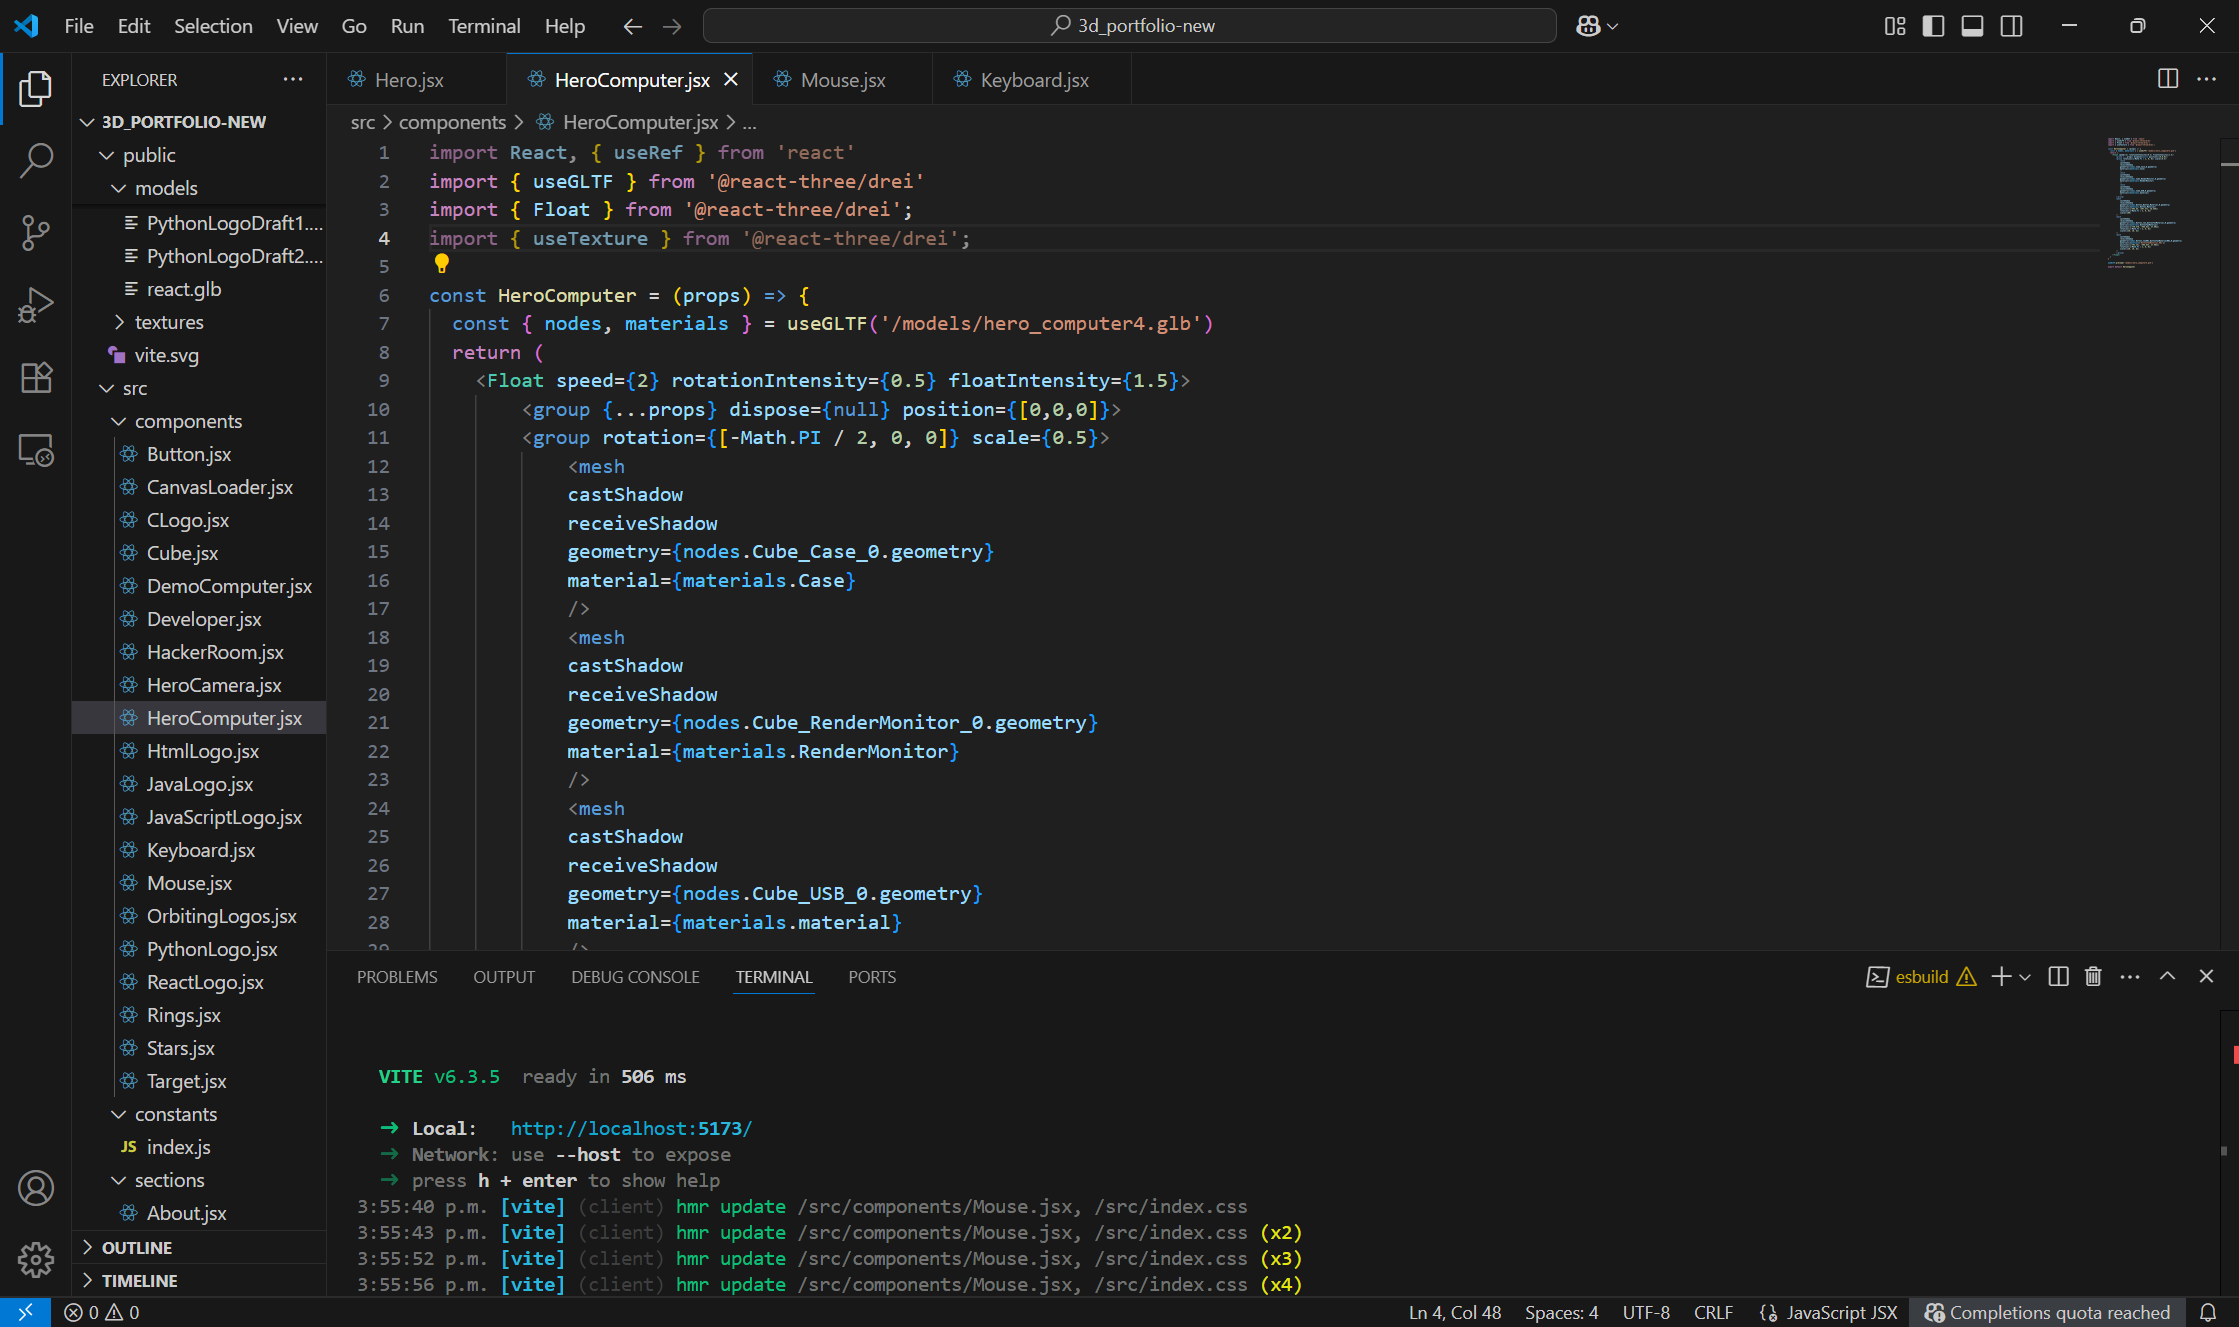 File Edit Selection View Go Run Terminal Help
3d_portfolio-new
EXPLORER
3D_PORTFOLIO-NEW
public
models
PythonLogoDraft1....
PythonLogoDraft2....
react.glb
textures
vite.svg
src
components
Button.jsx
CanvasLoader.jsx
CLogo.jsx
Cube.jsx
DemoComputer.jsx
Developer.jsx
HackerRoom.jsx
HeroCamera.jsx
HeroComputer.jsx
HtmlLogo.jsx
JavaLogo.jsx
JavaScriptLogo.jsx
Keyboard.jsx
Mouse.jsx
OrbitingLogos.jsx
PythonLogo.jsx
ReactLogo.jsx
Rings.jsx
Stars.jsx
Target.jsx
constants
JS index.js
sections
About.jsx
OUTLINE
TIMELINE
Hero.jsx HeroComputer.jsx Mouse.jsx Keyboard.jsx
src > components > HeroComputer.jsx > ...
1 import React, { useRef } from 'react'
2 import { useGLTF } from '@react-three/drei'
3 import { Float } from '@react-three/drei';
4 import { useTexture } from '@react-three/drei';
5
6 const HeroComputer = (props) => {
7 const { nodes, materials } = useGLTF('/models/hero_computer4.glb')
8 return (
9 <Float speed={2} rotationIntensity={0.5} floatIntensity={1.5}>
10 <group {...props} dispose={null} position={[0,0,0]}>
11 <group rotation={[-Math.PI / 2, 0, 0]} scale={0.5}>
12 <mesh
13 castShadow
14 receiveShadow
15 geometry={nodes.Cube_Case_0.geometry}
16 material={materials.Case}
17 />
18 <mesh
19 castShadow
20 receiveShadow
21 geometry={nodes.Cube_RenderMonitor_0.geometry}
22 material={materials.RenderMonitor}
23 />
24 <mesh
25 castShadow
26 receiveShadow
27 geometry={nodes.Cube_USB_0.geometry}
28 material={materials.material}
29 />
PROBLEMS OUTPUT DEBUG CONSOLE TERMINAL PORTS
esbuild
VITE v6.3.5 ready in 506 ms
➜ Local: http://localhost:5173/
➜ Network: use --host to expose
➜ press h + enter to show help
3:55:40 p.m. [vite] (client) hmr update /src/components/Mouse.jsx, /src/index.css
3:55:43 p.m. [vite] (client) hmr update /src/components/Mouse.jsx, /src/index.css (x2)
3:55:52 p.m. [vite] (client) hmr update /src/components/Mouse.jsx, /src/index.css (x3)
3:55:56 p.m. [vite] (client) hmr update /src/components/Mouse.jsx, /src/index.css (x4)
0 0
Ln 4, Col 48 Spaces: 4 UTF-8 CRLF JavaScript JSX Completions quota reached